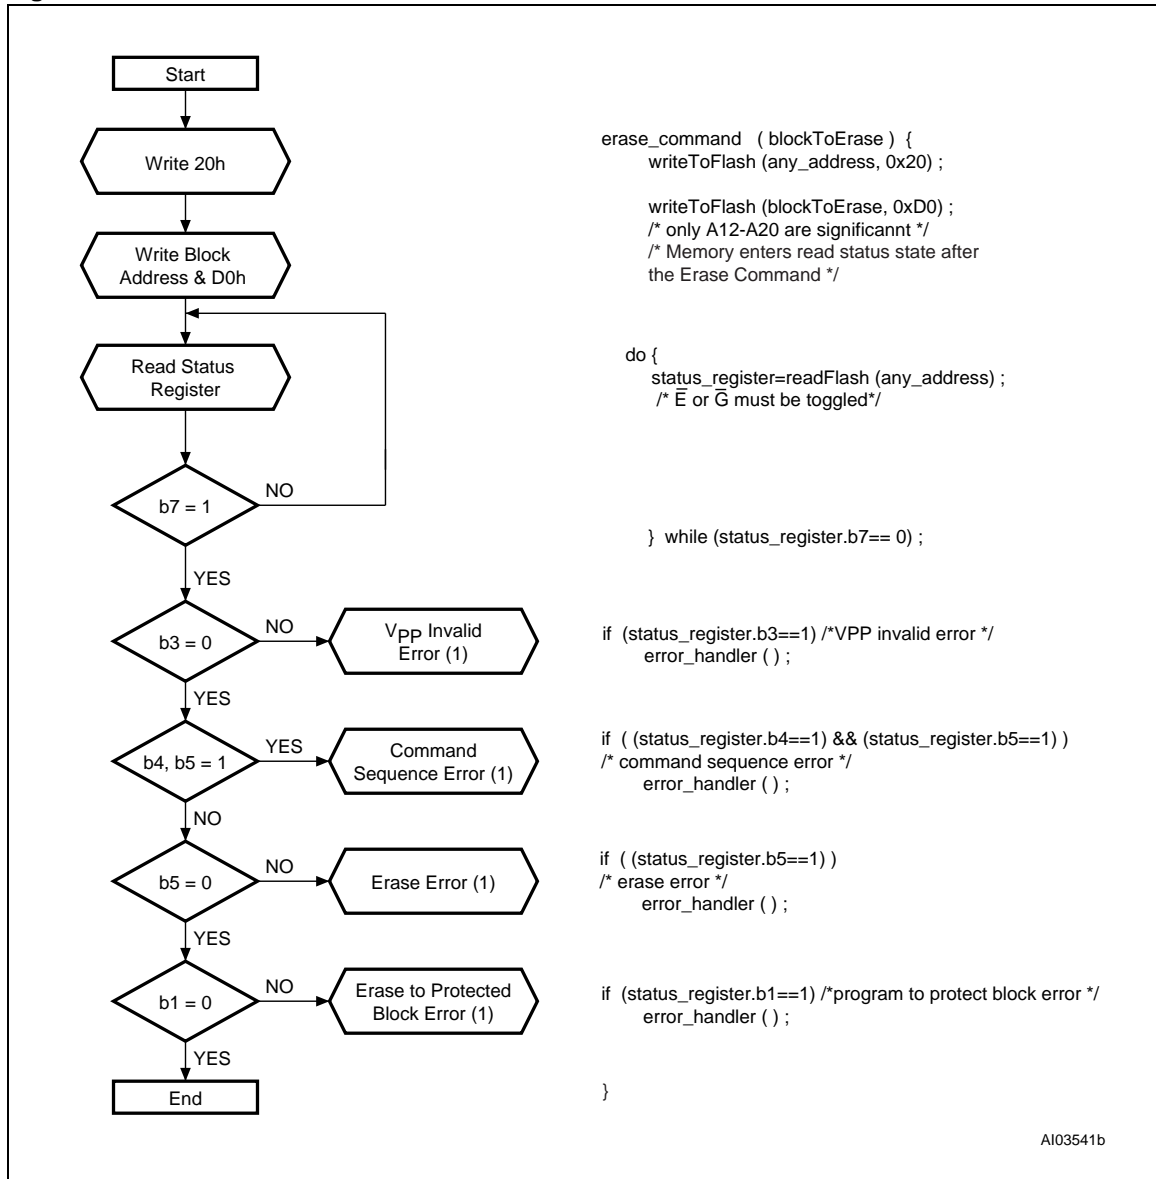 Start
Write 20h
Write Block
Address & D0h
Read Status
Register
b7 = 1
NO
YES
b3 = 0
NO
VPP Invalid
Error (1)
YES
b4, b5 = 1
YES
Command
Sequence Error (1)
NO
b5 = 0
NO
Erase Error (1)
YES
b1 = 0
NO
Erase to Protected
Block Error (1)
YES
End
erase_command ( blockToErase ) {
writeToFlash (any_address, 0x20) ;
writeToFlash (blockToErase, 0xD0) ;
/* only A12-A20 are significannt */
/* Memory enters read status state after
the Erase Command */
do {
status_register=readFlash (any_address) ;
/* E̅ or G̅ must be toggled*/
} while (status_register.b7== 0) ;
if (status_register.b3==1) /*VPP invalid error */
error_handler ( ) ;
if ( (status_register.b4==1) && (status_register.b5==1) )
/* command sequence error */
error_handler ( ) ;
if ( (status_register.b5==1) )
/* erase error */
error_handler ( ) ;
if (status_register.b1==1) /*program to protect block error */
error_handler ( ) ;
}
AI03541b